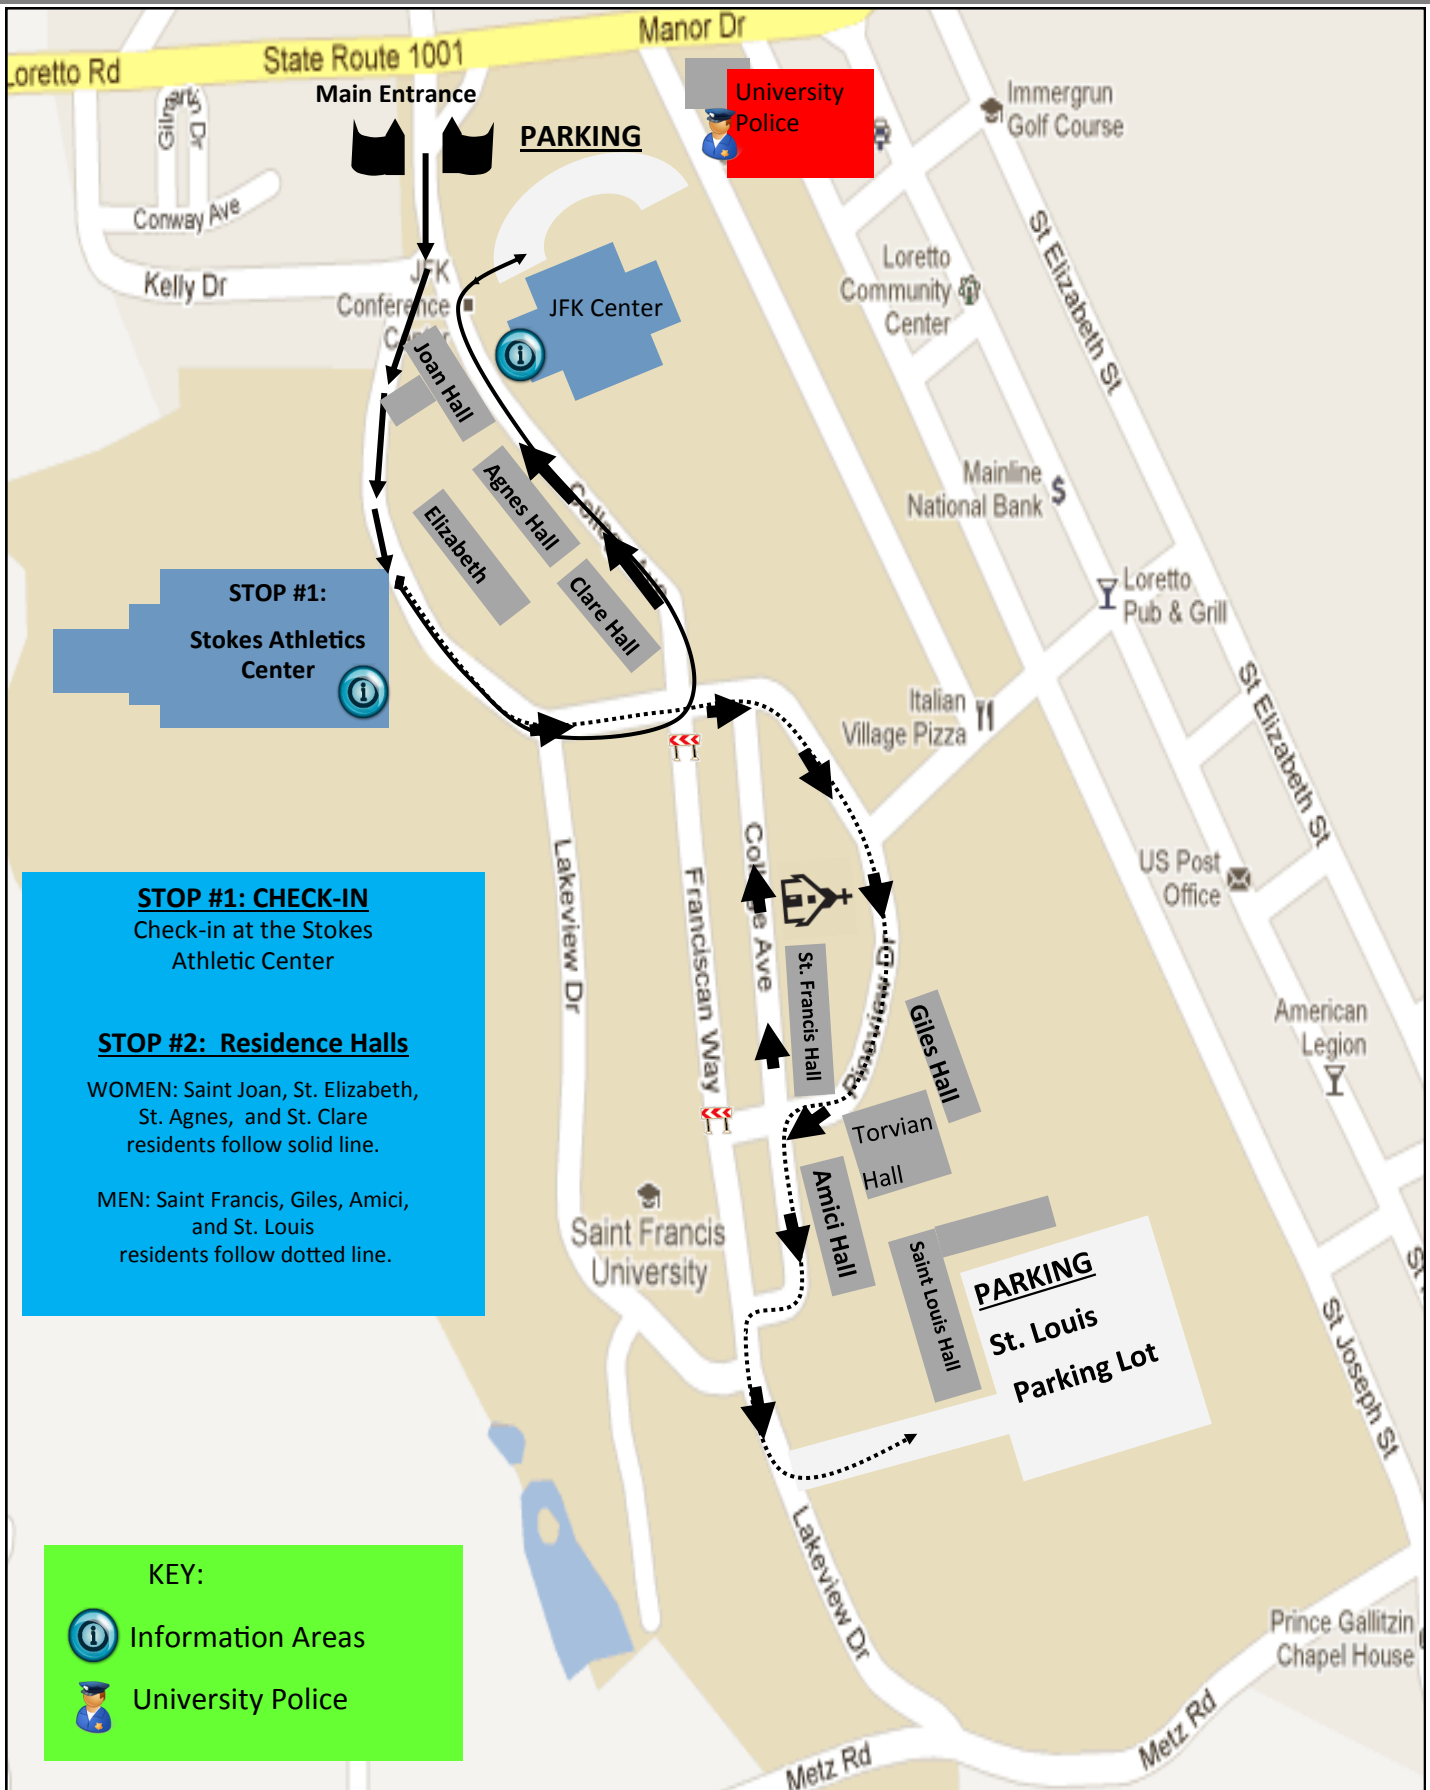 Manor Dr
State Route 1001
Loretto Rd
Main Entrance
PARKING
University
Police
Immergrun
Golf Course
Conway Ave
Kelly Dr
JFK
Conference
Center
JFK Center
Loretto
Community
Center
St Elizabeth St
Joan Hall
Agnes Hall
Elizabeth
Clare Hall
College Ave
Mainline
National Bank
$
Loretto
Pub & Grill
STOP #1:
Stokes Athletics
Center
Italian
Village Pizza
St Elizabeth St
US Post
Office
Lakeview Dr
Franciscan Way
College Ave
St. Francis Hall
Pineview Dr
Giles Hall
American
Legion
STOP #1: CHECK-IN
Check-in at the Stokes
Athletic Center
STOP #2: Residence Halls
WOMEN: Saint Joan, St. Elizabeth,
St. Agnes, and St. Clare
residents follow solid line.
MEN: Saint Francis, Giles, Amici,
and St. Louis
residents follow dotted line.
Torvian
Hall
Amici Hall
Saint Francis
University
Saint Louis Hall
PARKING
St. Louis
Parking Lot
St Joseph St
Lakeview Dr
KEY:
Information Areas
University Police
Prince Gallitzin
Chapel House
Metz Rd
Metz Rd